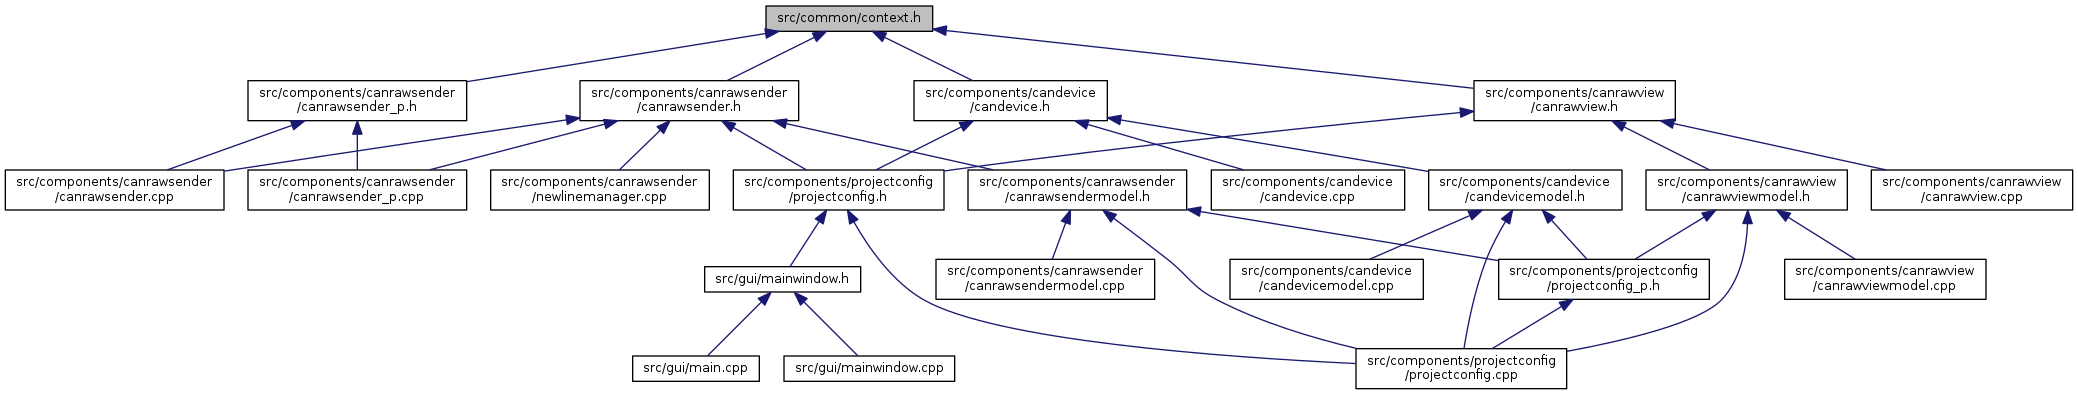 src/common/context.h
src/components/canrawsender
/canrawsender_p.h
src/components/canrawsender
/canrawsender.h
src/components/candevice
/candevice.h
src/components/canrawview
/canrawview.h
src/components/canrawsender
/canrawsender.cpp
src/components/canrawsender
/canrawsender_p.cpp
src/components/canrawsender
/newlinemanager.cpp
src/components/projectconfig
/projectconfig.h
src/components/canrawsender
/canrawsendermodel.h
src/components/candevice
/candevice.cpp
src/components/candevice
/candevicemodel.h
src/components/canrawview
/canrawviewmodel.h
src/components/canrawview
/canrawview.cpp
src/gui/mainwindow.h
src/components/canrawsender
/canrawsendermodel.cpp
src/components/candevice
/candevicemodel.cpp
src/components/projectconfig
/projectconfig_p.h
src/components/canrawview
/canrawviewmodel.cpp
src/gui/main.cpp
src/gui/mainwindow.cpp
src/components/projectconfig
/projectconfig.cpp